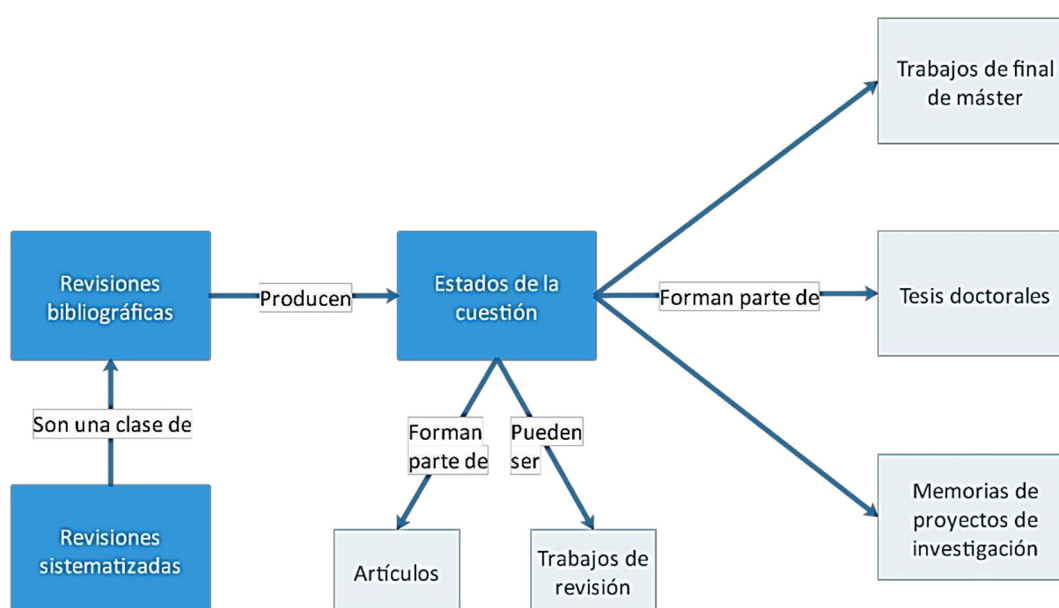 Trabajos de final
de máster
Revisiones
bibliográficas
Producen
Estados de la
cuestión
Forman parte de
Tesis doctorales
Son una clase de
Forman
parte de
Pueden
ser
Revisiones
sistematizadas
Artículos
Trabajos de
revisión
Memorias de
proyectos de
investigación